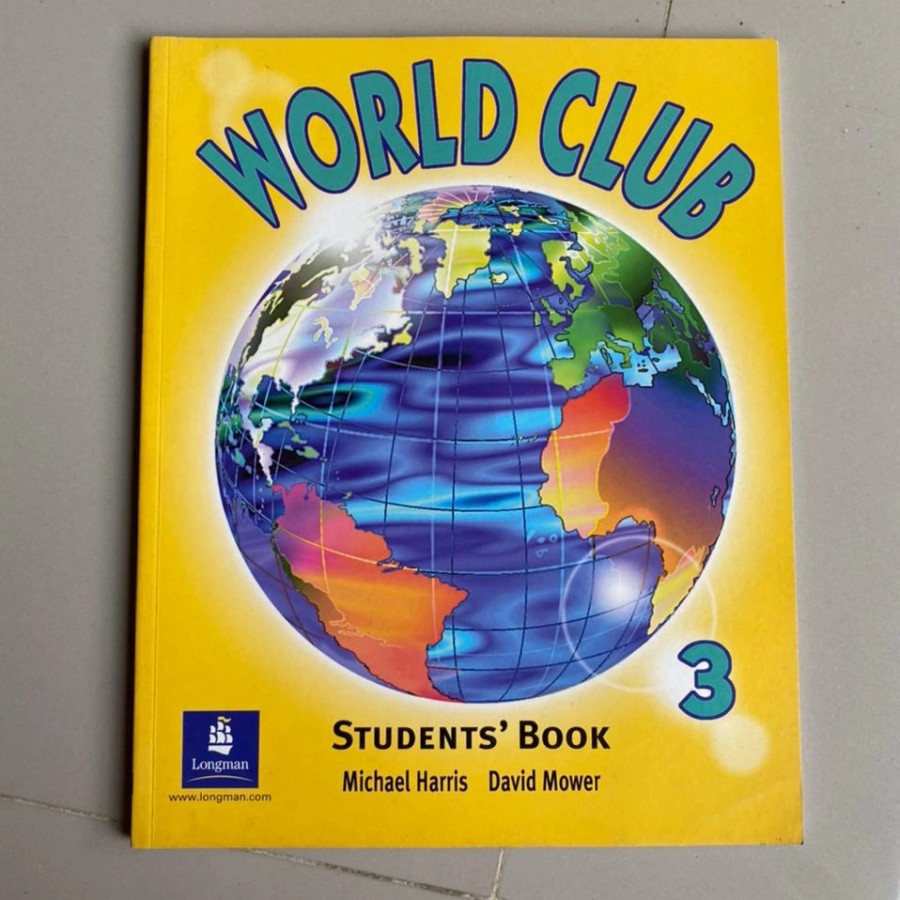 WORLD CLUB
3
STUDENTS' BOOK
Michael Harris David Mower
Longman
www.longman.com